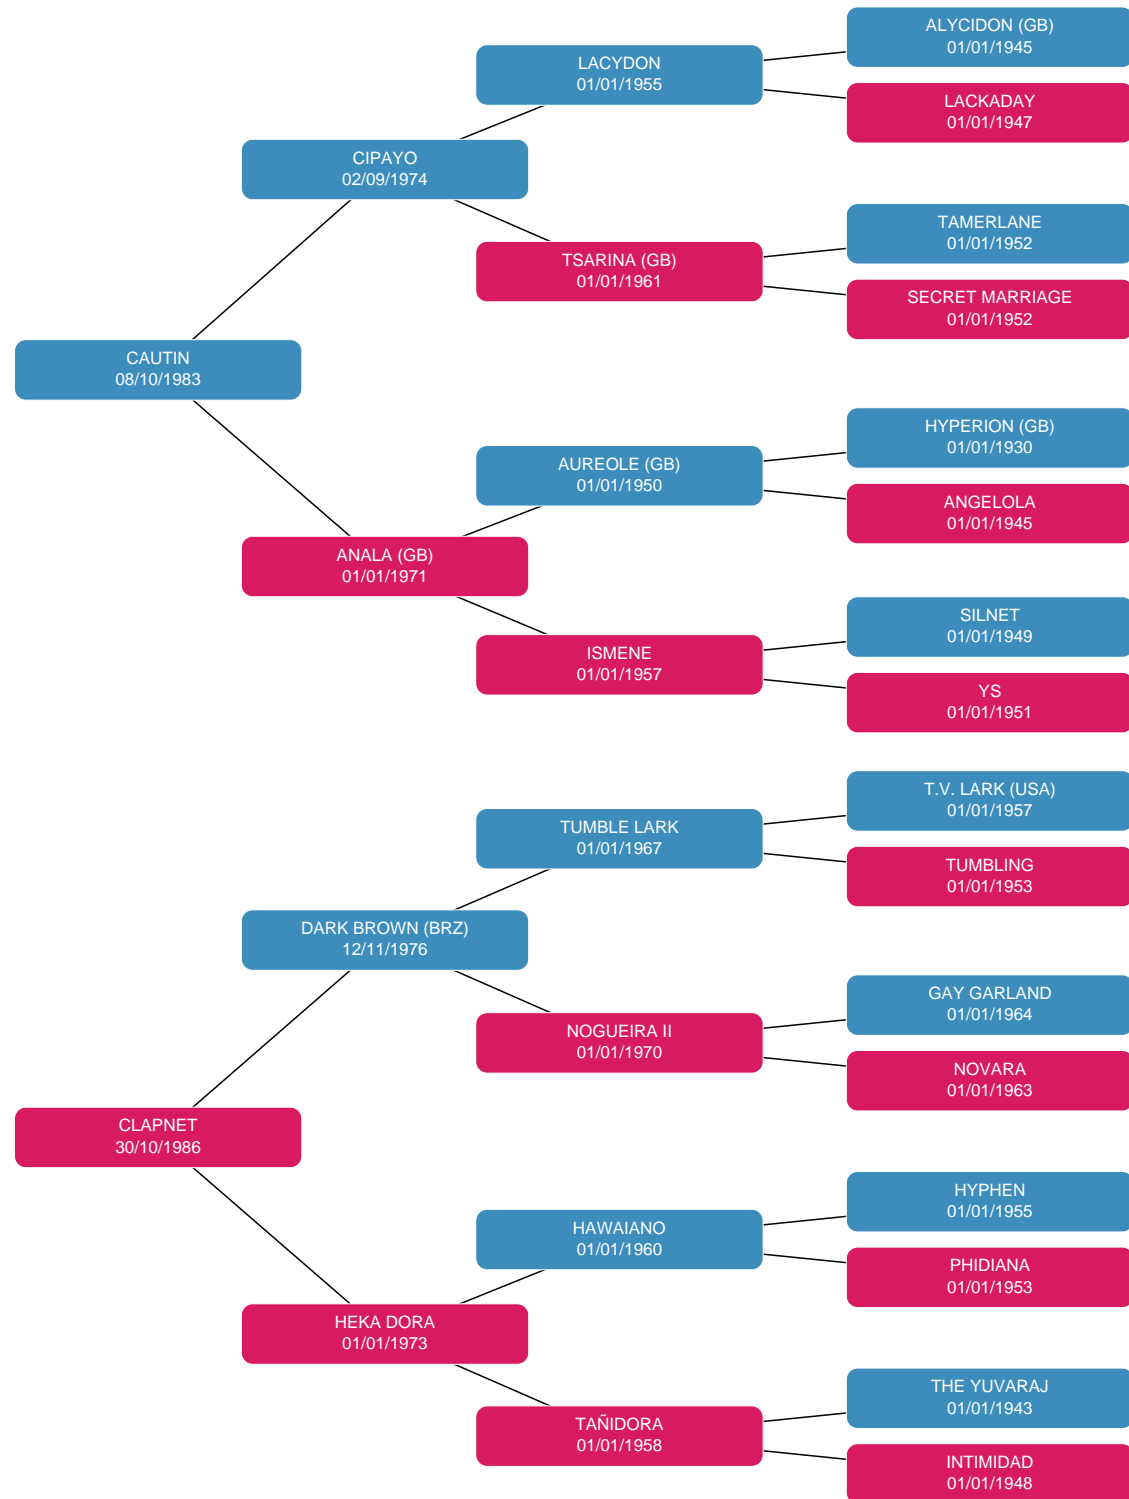 ALYCIDON (GB)
01/01/1945
LACYDON
01/01/1955
LACKADAY
01/01/1947
CIPAYO
02/09/1974
TAMERLANE
01/01/1952
TSARINA (GB)
01/01/1961
SECRET MARRIAGE
01/01/1952
CAUTIN
08/10/1983
HYPERION (GB)
01/01/1930
AUREOLE (GB)
01/01/1950
ANGELOLA
01/01/1945
ANALA (GB)
01/01/1971
SILNET
01/01/1949
ISMENE
01/01/1957
YS
01/01/1951
T.V. LARK (USA)
01/01/1957
TUMBLE LARK
01/01/1967
TUMBLING
01/01/1953
DARK BROWN (BRZ)
12/11/1976
GAY GARLAND
01/01/1964
NOGUEIRA II
01/01/1970
NOVARA
01/01/1963
CLAPNET
30/10/1986
HYPHEN
01/01/1955
HAWAIANO
01/01/1960
PHIDIANA
01/01/1953
HEKA DORA
01/01/1973
THE YUVARAJ
01/01/1943
TAÑIDORA
01/01/1958
INTIMIDAD
01/01/1948